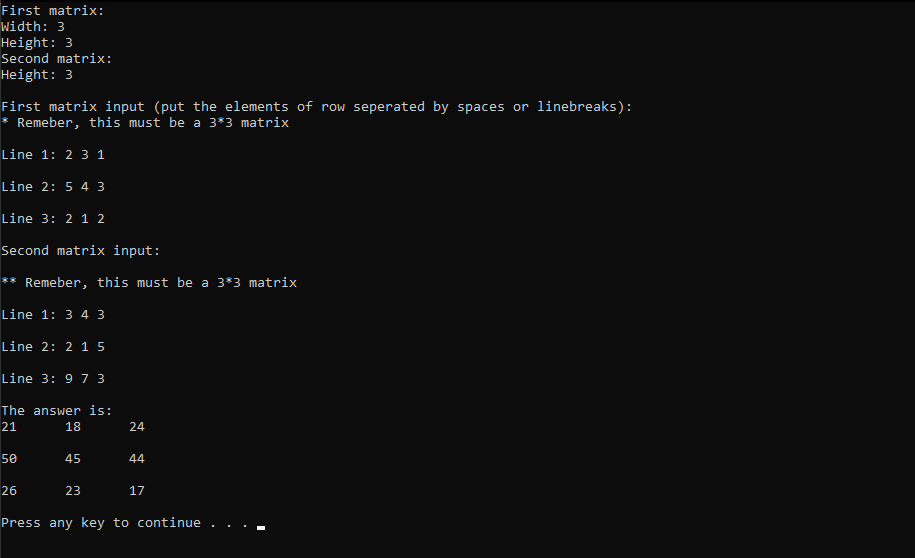 First matrix:
Width: 3
Height: 3
Second matrix:
Height: 3
First matrix input (put the elements of row seperated by spaces or linebreaks):
* Remeber, this must be a 3*3 matrix
Line 1: 2 3 1
Line 2: 5 4 3
Line 3: 2 1 2
Second matrix input:
** Remeber, this must be a 3*3 matrix
Line 1: 3 4 3
Line 2: 2 1 5
Line 3: 9 7 3
The answer is:
21 18 24
50 45 44
26 23 17
Press any key to continue . . .